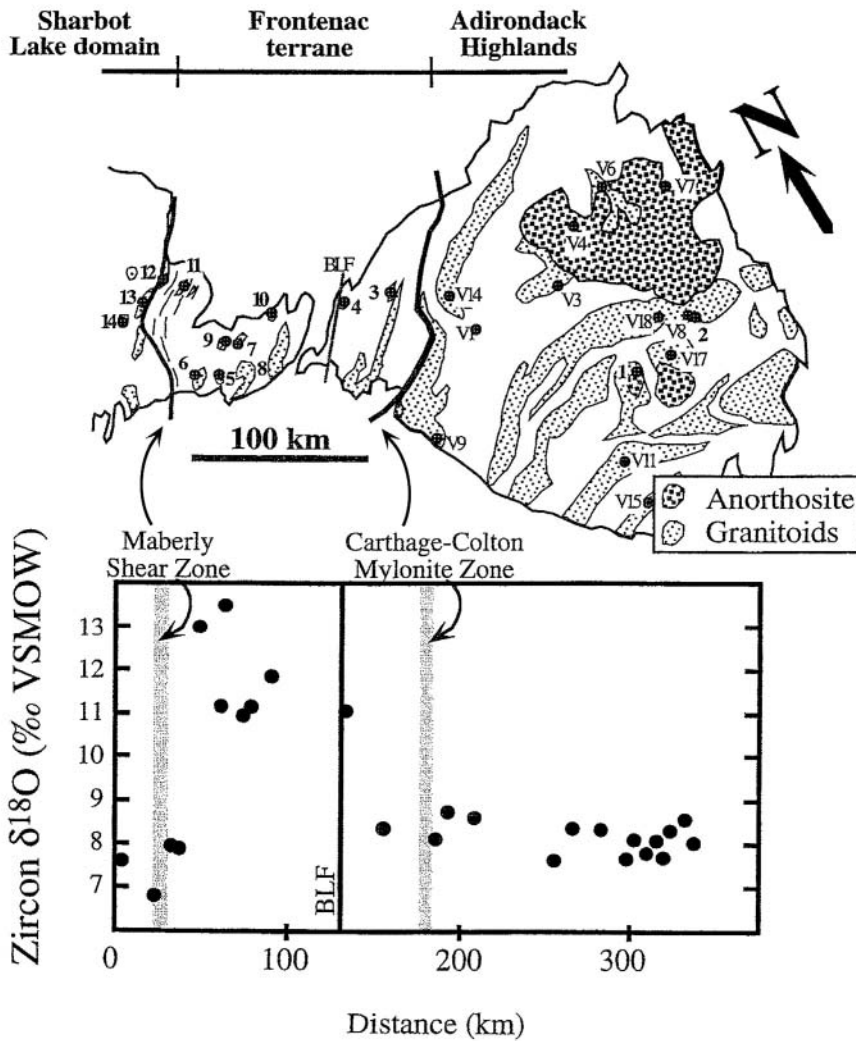 Sharbot
Lake domain
Frontenac
terrane
Adirondack
Highlands
N
V6
V7
V4
V3
BLF
12
11
13
14
10
9
7
6
5
8
3
4
V14
V1
V18
V8
2
V17
1
V9
V11
V15
100 km
Anorthosite
Granitoids
Maberly
Shear Zone
Carthage-Colton
Mylonite Zone
Zircon δ18O (‰ VSMOW)
13
12
11
10
9
8
7
BLF
0
100
200
300
Distance (km)